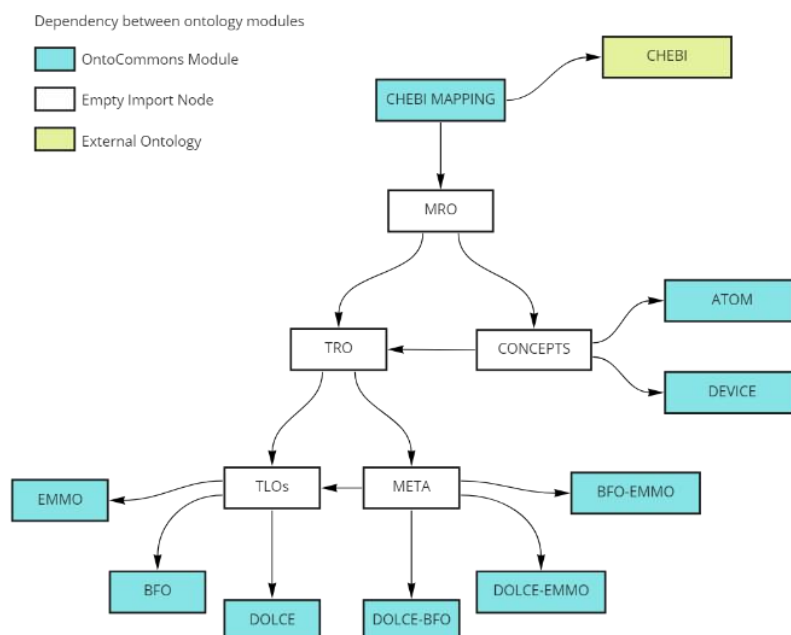 Dependency between ontology modules
OntoCommons Module
Empty Import Node
External Ontology
CHEBI
CHEBI MAPPING
MRO
ATOM
TRO
CONCEPTS
DEVICE
EMMO
TLOs
META
BFO-EMMO
BFO
DOLCE-EMMO
DOLCE
DOLCE-BFO